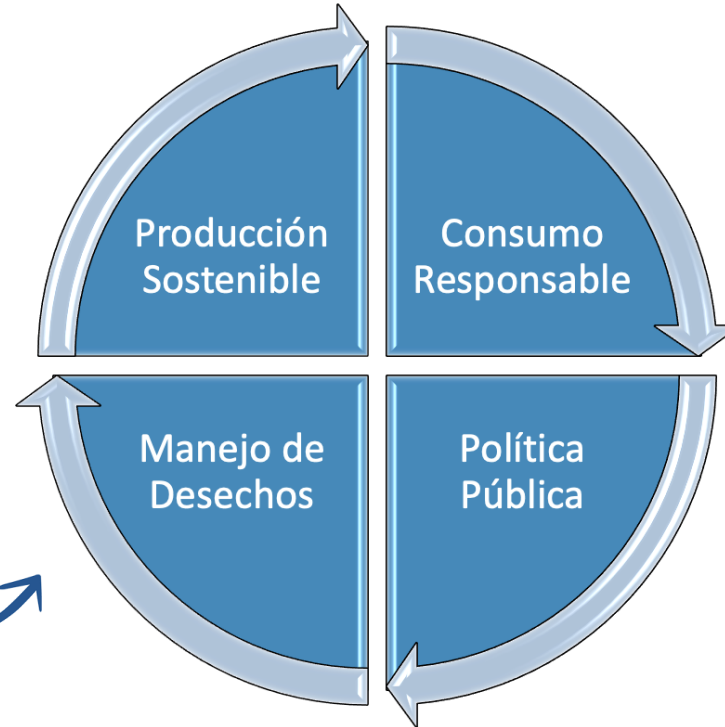 Producción
Sostenible
Consumo
Responsable
Manejo de
Desechos
Política
Pública